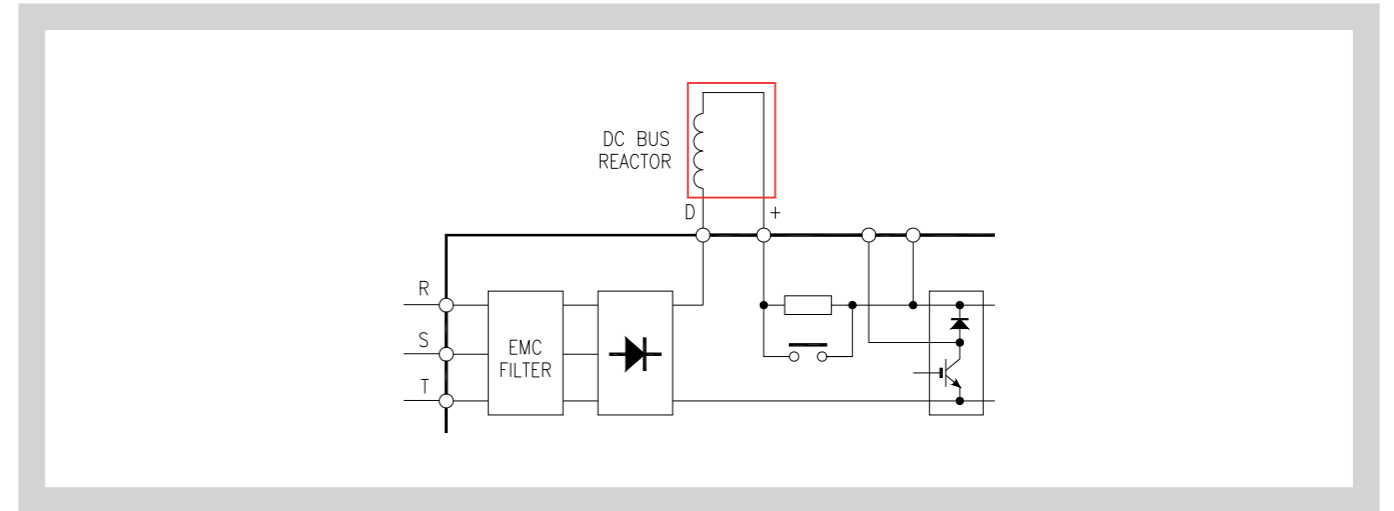 DC BUS
REACTOR
D +
R
S
T
EMC
FILTER